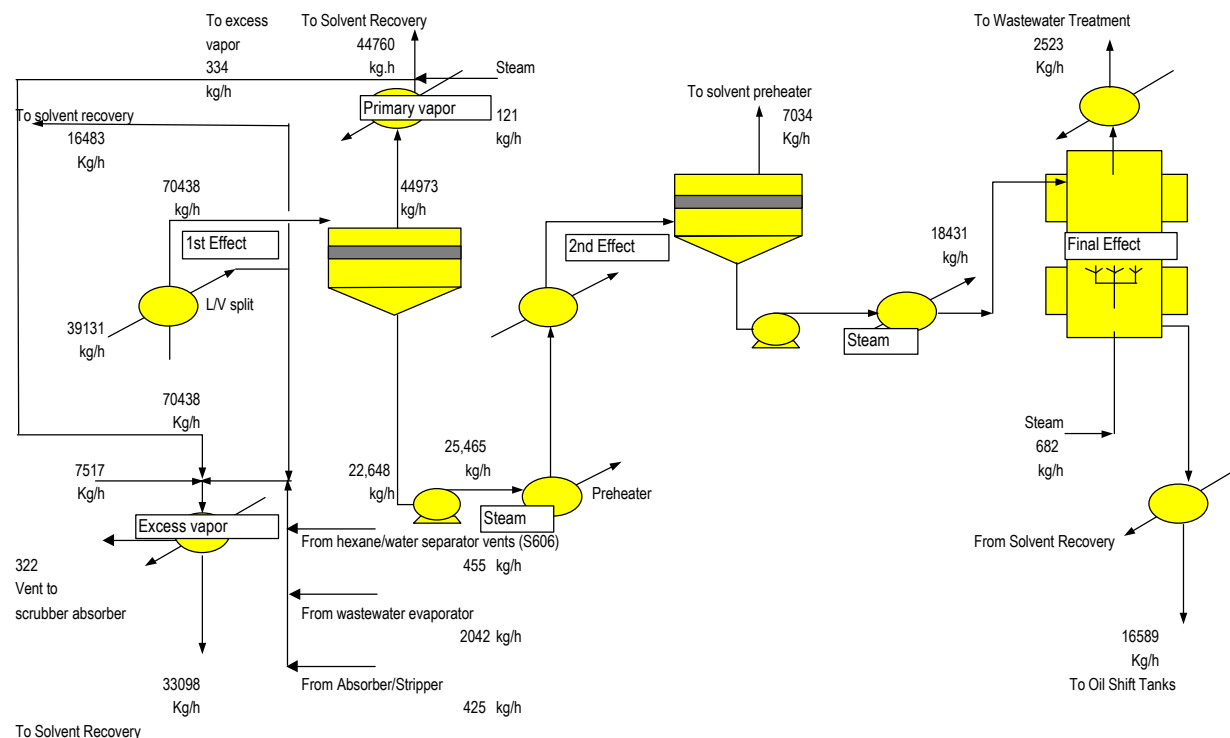 To excess
vapor
334
kg/h
To Solvent Recovery
44760
kg.h
Steam
Primary vapor
121
kg/h
To solvent recovery
16483
Kg/h
70438
kg/h
44973
kg/h
1st Effect
L/V split
39131
kg/h
70438
Kg/h
7517
Kg/h
Excess vapor
322
Vent to
scrubber absorber
33098
Kg/h
To Solvent Recovery
22,648
kg/h
25,465
kg/h
Steam
Preheater
From hexane/water separator vents (S606)
455 kg/h
From wastewater evaporator
2042 kg/h
From Absorber/Stripper
425 kg/h
2nd Effect
To solvent preheater
7034
Kg/h
Steam
18431
kg/h
To Wastewater Treatment
2523
Kg/h
Final Effect
Steam
682
kg/h
From Solvent Recovery
16589
Kg/h
To Oil Shift Tanks